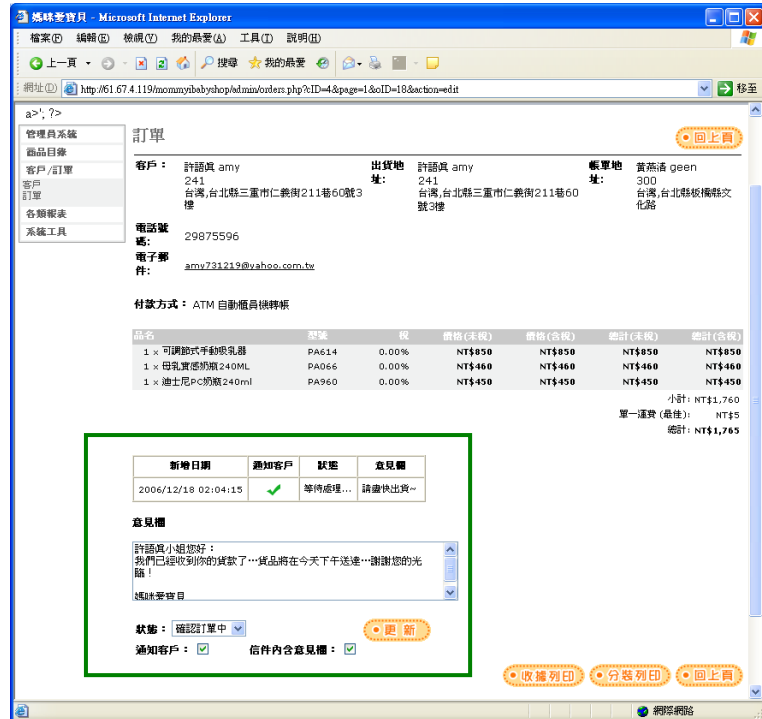 媽咪愛寶貝 - Microsoft Internet Explorer
檔案(F) 編輯(E) 檢視(V) 我的最愛(A) 工具(T) 說明(H)
上一頁 搜尋 我的最愛
網址(D) http://61.67.4.119/mommyibabyshop/admin/orders.php?cID=4&page=1&oID=18&action=edit 移至
a>'; ?>
管理員系統
商品目錄
客戶/訂單
客戶
訂單
各類報表
系統工具
訂單 回上頁
客戶: 許語真 amy 出貨地址: 許語真 amy 帳單地址: 黃燕濤 geen
241 241 300
台灣,台北縣三重市仁義街211巷60號3樓 台灣,台北縣三重市仁義街211巷60號3樓 台灣,台北縣板橋縣文化路
電話號碼: 29875596
電子郵件: amy731219@yahoo.com.tw
付款方式: ATM 自動櫃員機轉帳
品名 型號 稅 價格(未稅) 價格(含稅) 總計(未稅) 總計(含稅)
1 x 可調節式手動吸乳器 PA614 0.00% NT$850 NT$850 NT$850 NT$850
1 x 母乳實感奶瓶240ML PA066 0.00% NT$460 NT$460 NT$460 NT$460
1 x 迪士尼PC奶瓶240ml PA960 0.00% NT$450 NT$450 NT$450 NT$450
小計: NT$1,760
單一運費 (最佳): NT$5
總計: NT$1,765
新增日期 通知客戶 狀態 意見欄
2006/12/18 02:04:15 等待處理... 請盡快出貨~
意見欄
許語真小姐您好:
我們已經收到你的貨款了…貨品將在今天下午送達…謝謝您的光
臨!
媽咪愛寶貝
狀態: 確認訂單中 更新
通知客戶: 信件內含意見欄:
收據列印 分裝列印 回上頁
網際網路